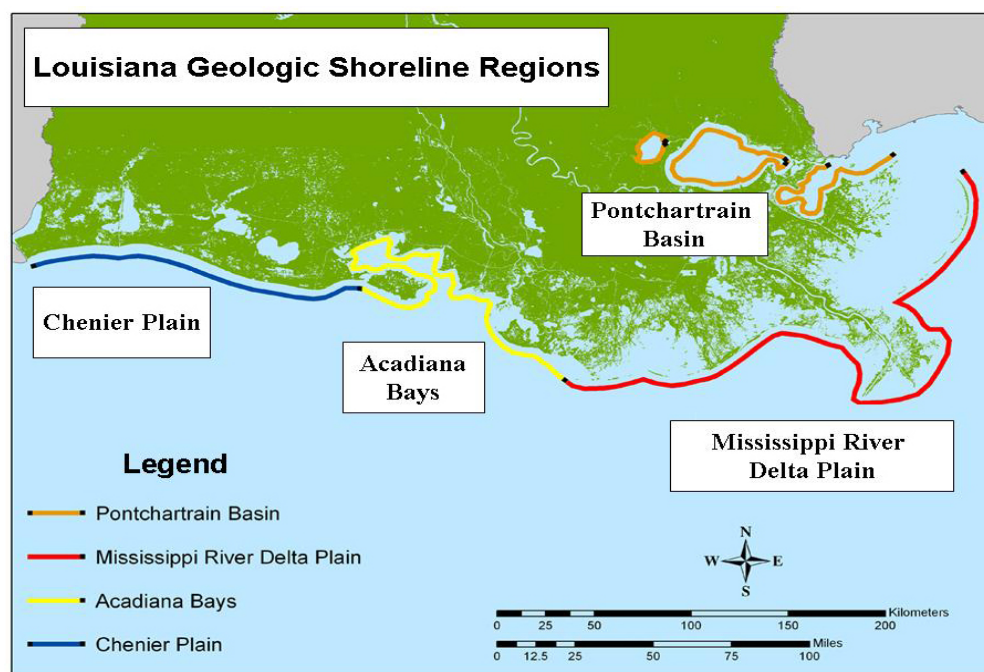 Louisiana Geologic Shoreline Regions
Pontchartrain
Basin
Chenier Plain
Acadiana
Bays
Mississippi River
Delta Plain
Legend
Pontchartrain Basin
Mississippi River Delta Plain
Acadiana Bays
Chenier Plain
N
W E
S
Kilometers
0 25 50 100 150 200
Miles
0 12.5 25 50 75 100